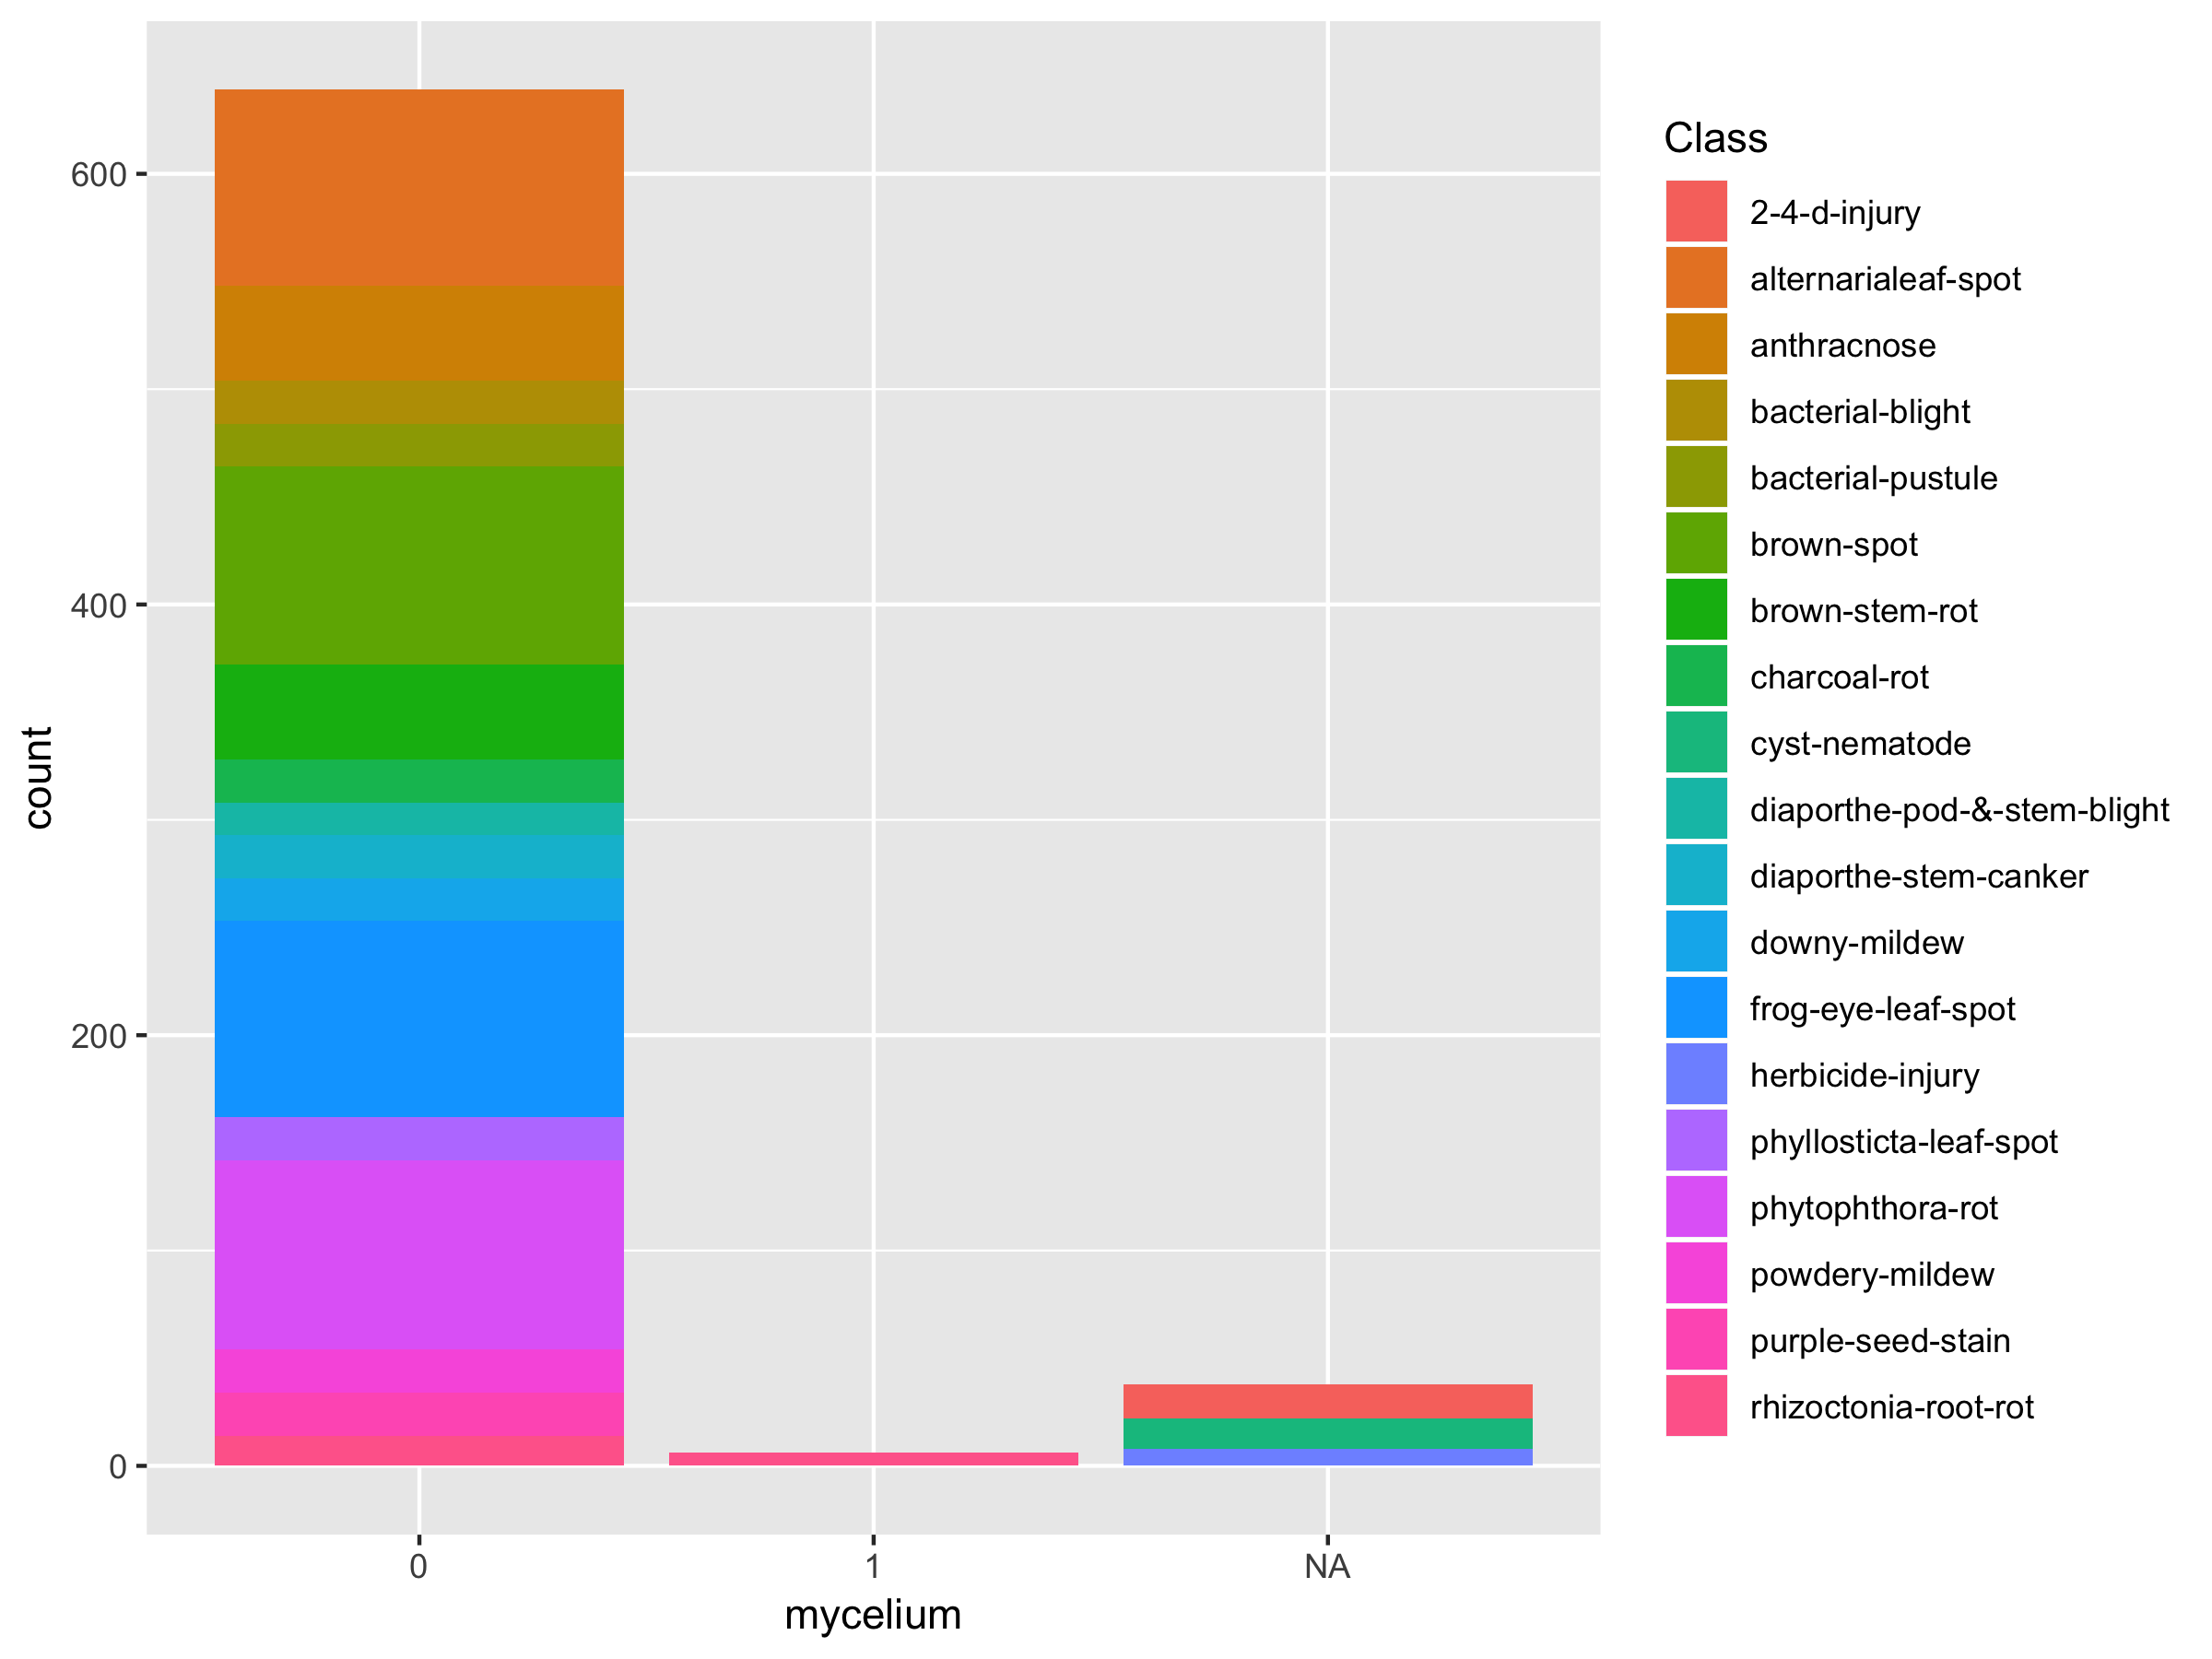 count
600
400
200
0
0
1
NA
mycelium
Class
2-4-d-injury
alternarialeaf-spot
anthracnose
bacterial-blight
bacterial-pustule
brown-spot
brown-stem-rot
charcoal-rot
cyst-nematode
diaporthe-pod-&-stem-blight
diaporthe-stem-canker
downy-mildew
frog-eye-leaf-spot
herbicide-injury
phyllosticta-leaf-spot
phytophthora-rot
powdery-mildew
purple-seed-stain
rhizoctonia-root-rot